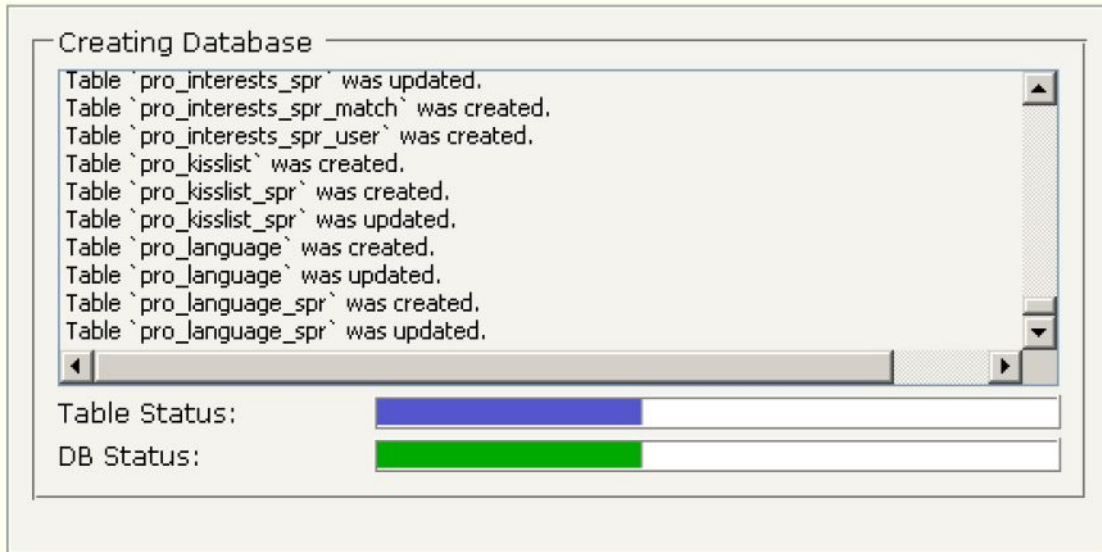 Creating Database
Table `pro_interests_spr` was updated.
Table `pro_interests_spr_match` was created.
Table `pro_interests_spr_user` was created.
Table `pro_kisslist` was created.
Table `pro_kisslist_spr` was created.
Table `pro_kisslist_spr` was updated.
Table `pro_language` was created.
Table `pro_language` was updated.
Table `pro_language_spr` was created.
Table `pro_language_spr` was updated.
Table Status:
DB Status: